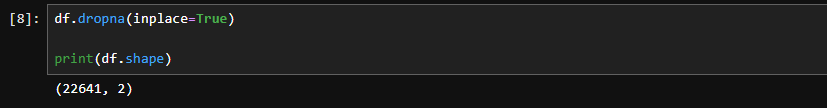 [8]: df.dropna(inplace=True)
print(df.shape)
(22641, 2)